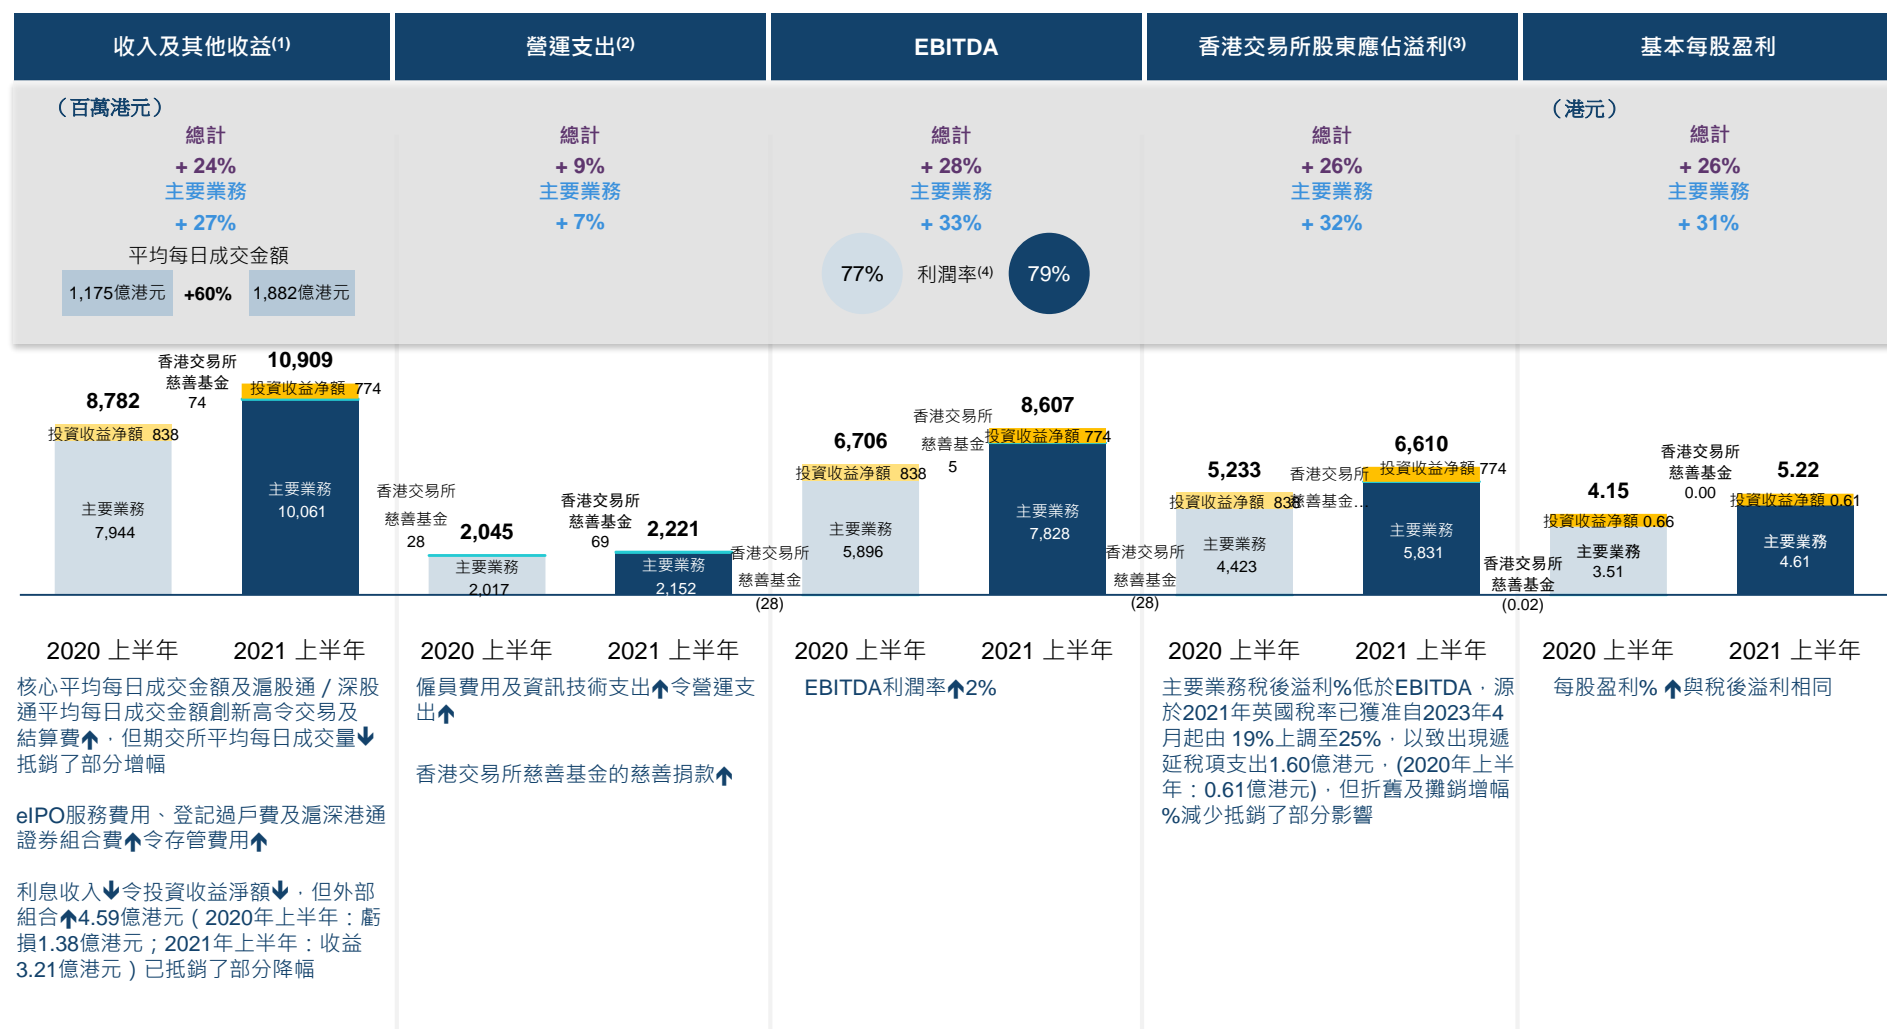 收入及其他收益(1)
營運支出(2)
EBITDA
香港交易所股東應佔溢利(3)
基本每股盈利
（百萬港元）
（港元）
總計
+ 24%
主要業務
+ 27%
平均每日成交金額
1,175億港元
+60%
1,882億港元
總計
+ 9%
主要業務
+ 7%
總計
+ 28%
主要業務
+ 33%
77%
利潤率(4)
79%
總計
+ 26%
主要業務
+ 32%
總計
+ 26%
主要業務
+ 31%
8,782
投資收益净額 838
主要業務
7,944
香港交易所
慈善基金
74
10,909
投資收益净額 774
主要業務
10,061
香港交易所
慈善基金
28
2,045
主要業務
2,017
香港交易所
慈善基金
69
2,221
主要業務
2,152
香港交易所
慈善基金
(28)
6,706
投資收益净額 838
主要業務
5,896
香港交易所
慈善基金
5
8,607
投資收益净額 774
主要業務
7,828
香港交易所
慈善基金
(28)
5,233
投資收益净額 838
主要業務
4,423
香港交易所
慈善基金…
6,610
投資收益净額 774
主要業務
5,831
香港交易所
慈善基金
(0.02)
4.15
投資收益净額 0.66
主要業務
3.51
香港交易所
慈善基金
0.00
5.22
投資收益净額 0.61
主要業務
4.61
2020 上半年
2021 上半年
2020 上半年
2021 上半年
2020 上半年
2021 上半年
2020 上半年
2021 上半年
2020 上半年
2021 上半年
核心平均每日成交金額及滬股通 / 深股
通平均每日成交金額創新高令交易及
結算費↑，但期交所平均每日成交量↓
抵銷了部分增幅
eIPO服務費用、登記過戶費及滬深港通
證券組合費↑令存管費用↑
利息收入↓令投資收益淨額↓，但外部
組合↑4.59億港元（2020年上半年：虧
損1.38億港元；2021年上半年：收益
3.21億港元）已抵銷了部分降幅
僱員費用及資訊技術支出↑令營運支
出↑
香港交易所慈善基金的慈善捐款↑
EBITDA利潤率↑2%
主要業務稅後溢利%低於EBITDA，源
於2021年英國稅率已獲准自2023年4
月起由 19%上調至25%，以致出現遞
延稅項支出1.60億港元，(2020年上半
年：0.61億港元)，但折舊及攤銷增幅
%減少抵銷了部分影響
每股盈利% ↑與稅後溢利相同